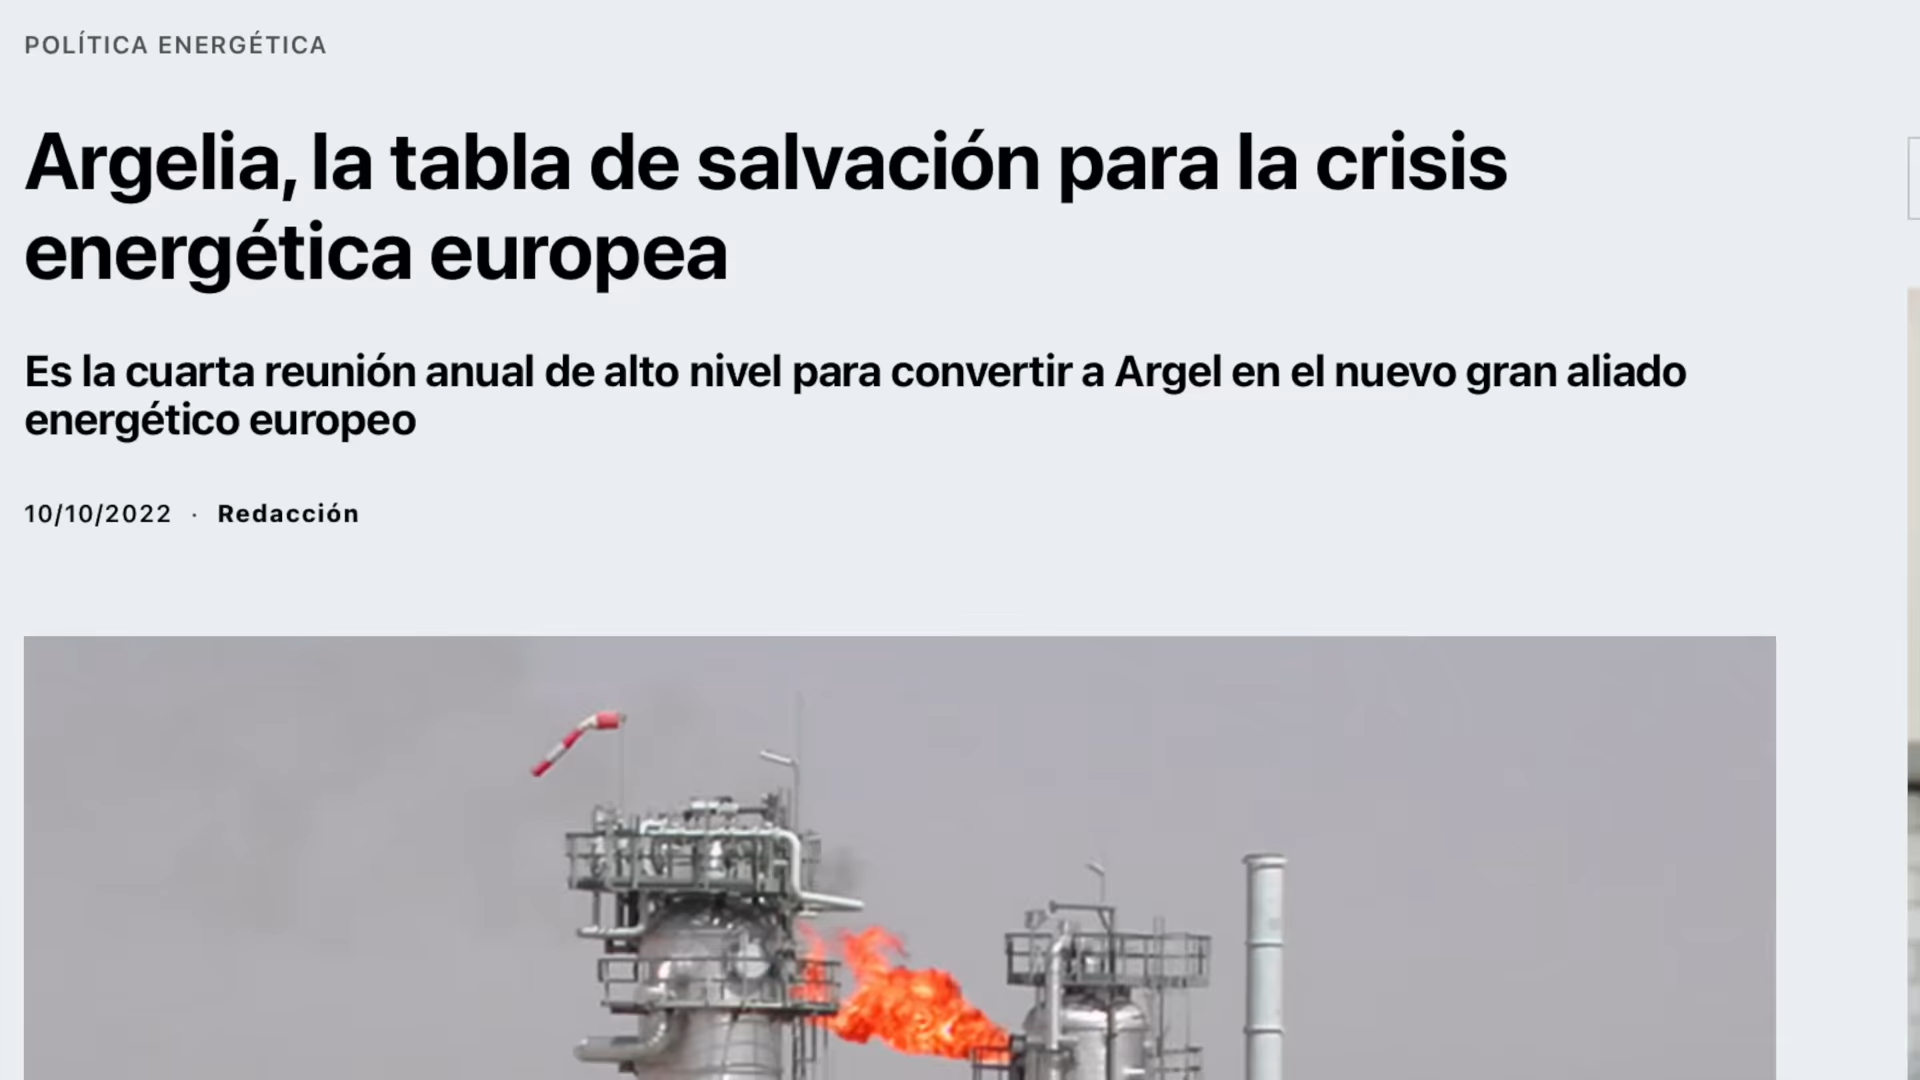 POLÍTICA ENERGÉTICA
Argelia, la tabla de salvación para la crisis
energética europea
Es la cuarta reunión anual de alto nivel para convertir a Argel en el nuevo gran aliado
energético europeo
10/10/2022 · Redacción